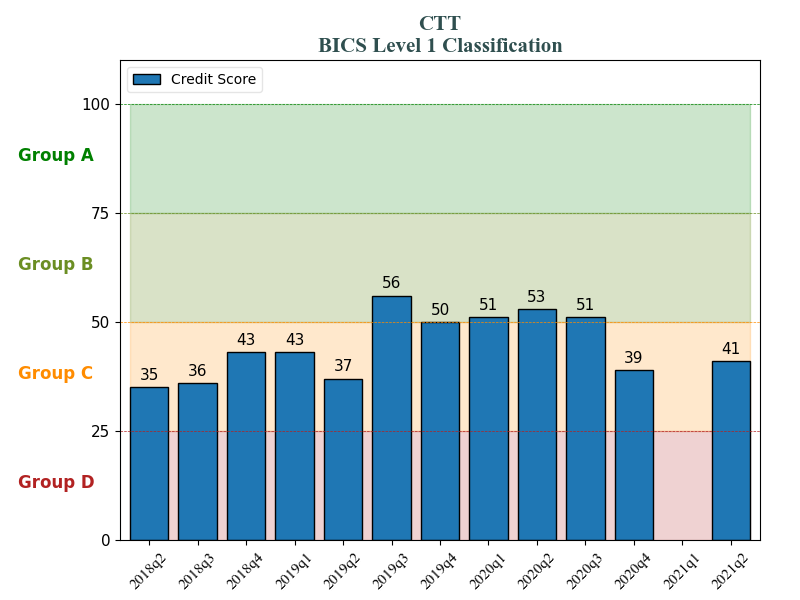 CTT
BICS Level 1 Classification
Credit Score
100
Group A
75
Group B
56
53
51
51
50
50
43
43
41
39
37
36
35
Group C
25
Group D
0
2018q2
2018q3
2018q4
2019q1
2019q2
2019q3
2019q4
2020q1
2020q2
2020q3
2020q4
2021q1
2021q2